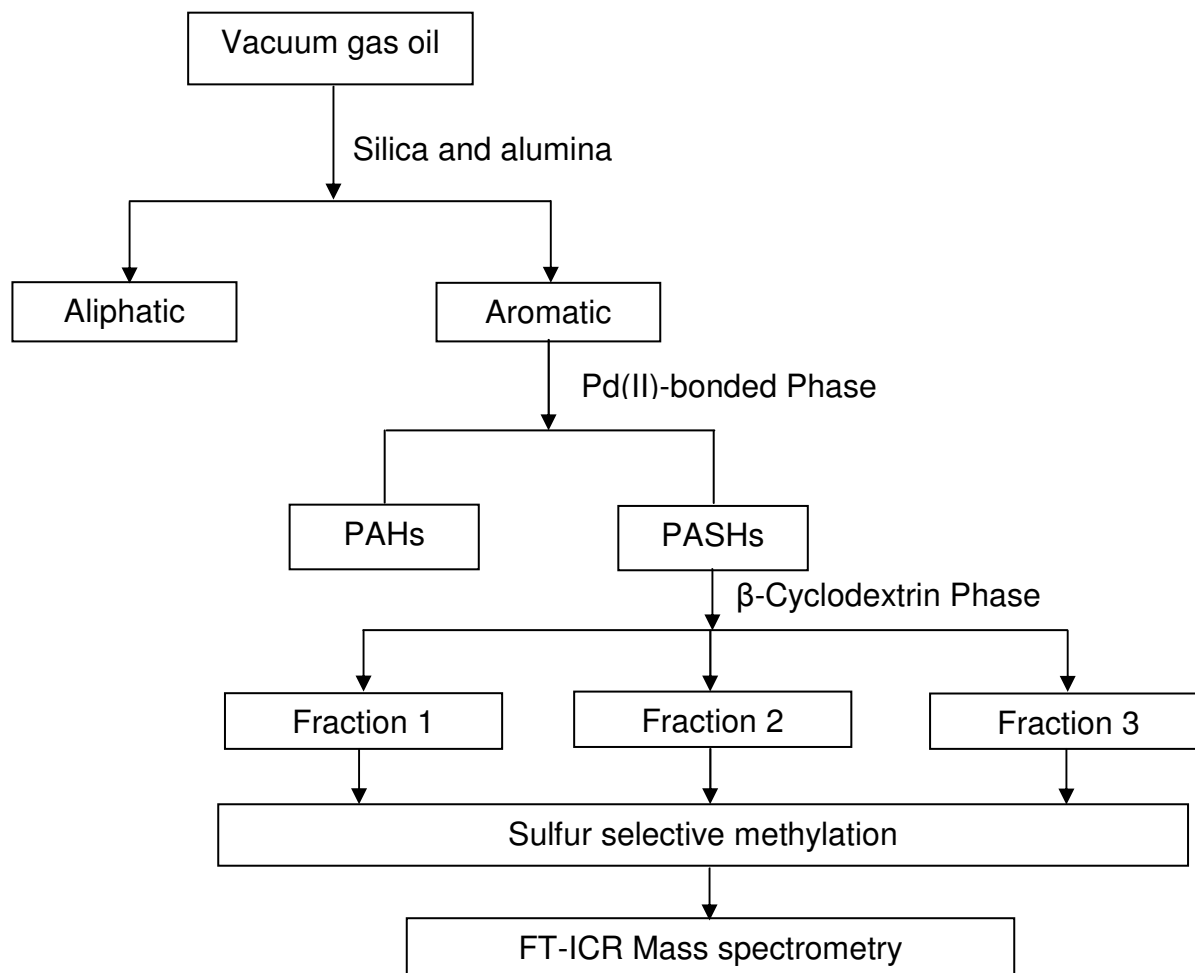 Vacuum gas oil
Silica and alumina
Aliphatic
Aromatic
Pd(II)-bonded Phase
PAHs
PASHs
β-Cyclodextrin Phase
Fraction 1
Fraction 2
Fraction 3
Sulfur selective methylation
FT-ICR Mass spectrometry